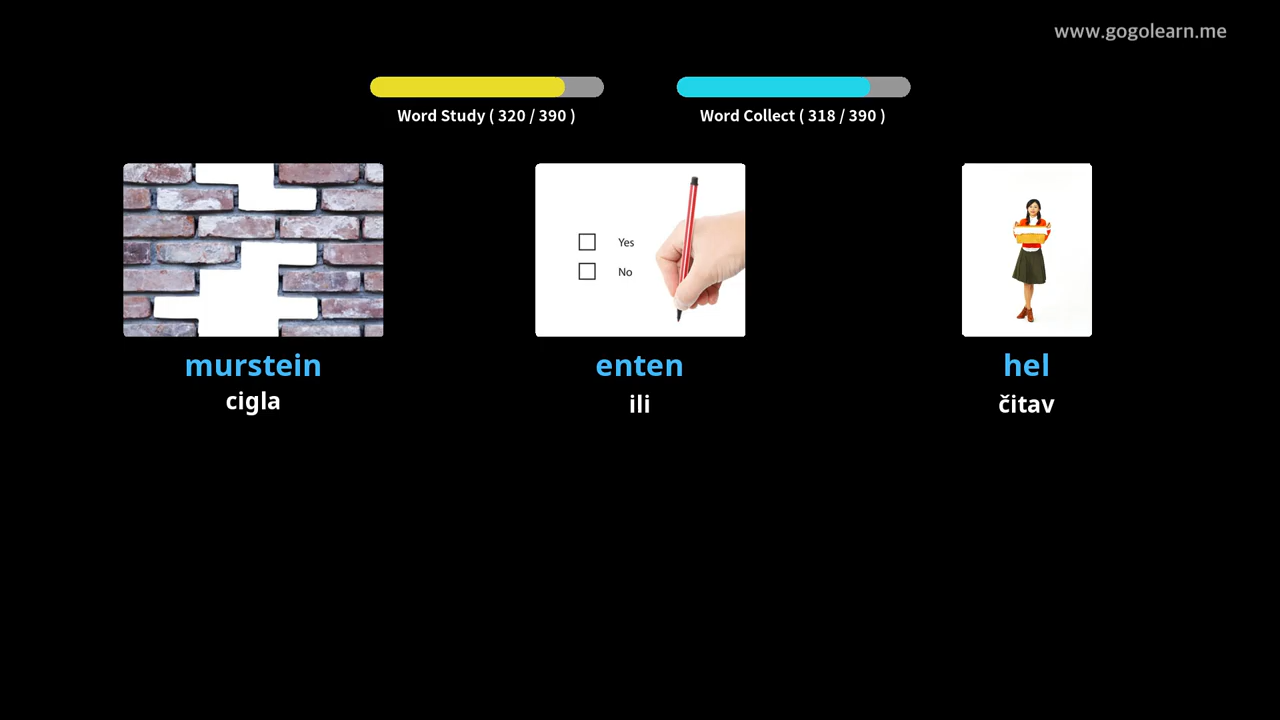 www.gogolearn.me
Word Study ( 320 / 390 )
Word Collect ( 318 / 390 )
Yes
No
murstein
cigla
enten
ili
hel
čitav